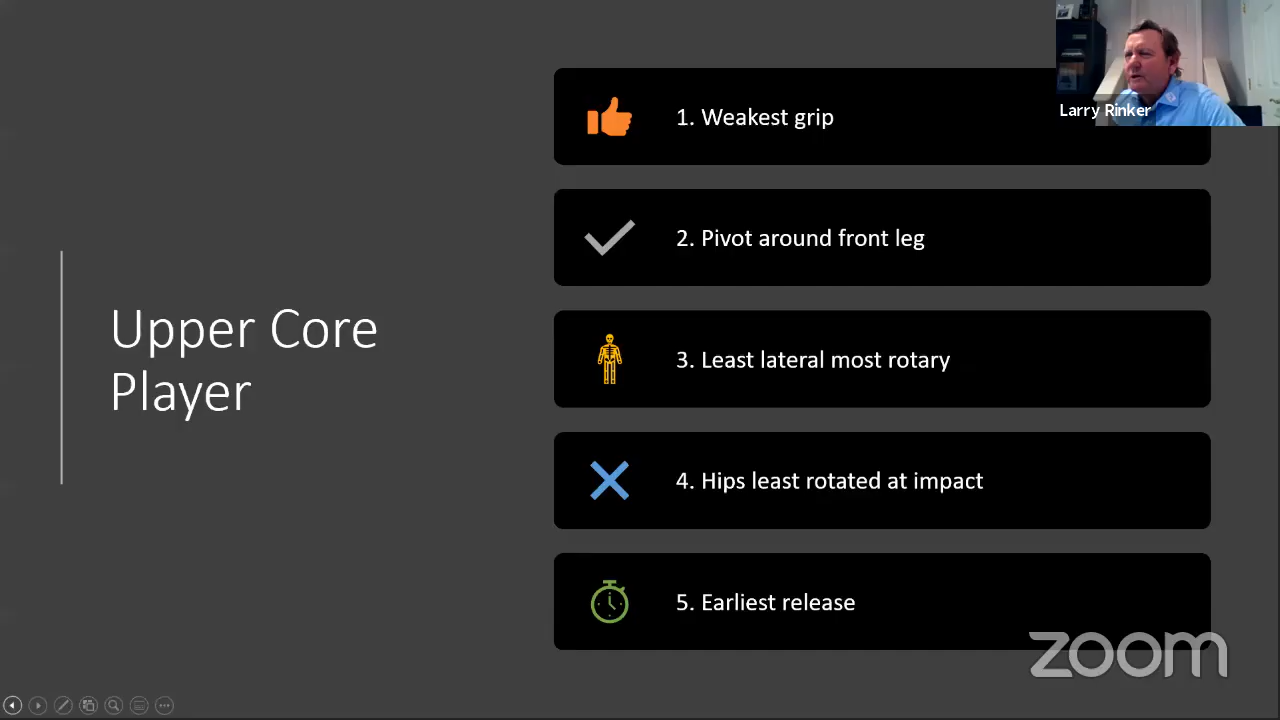 Larry Rinker
1. Weakest grip
2. Pivot around front leg
Upper Core
Player
3. Least lateral most rotary
4. Hips least rotated at impact
5. Earliest release
zoom